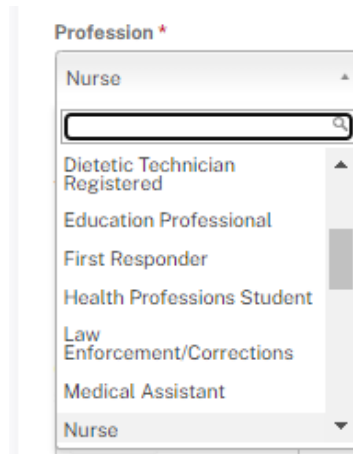 Profession *
Nurse
Dietetic Technician
Registered
Education Professional
First Responder
Health Professions Student
Law
Enforcement/Corrections
Medical Assistant
Nurse